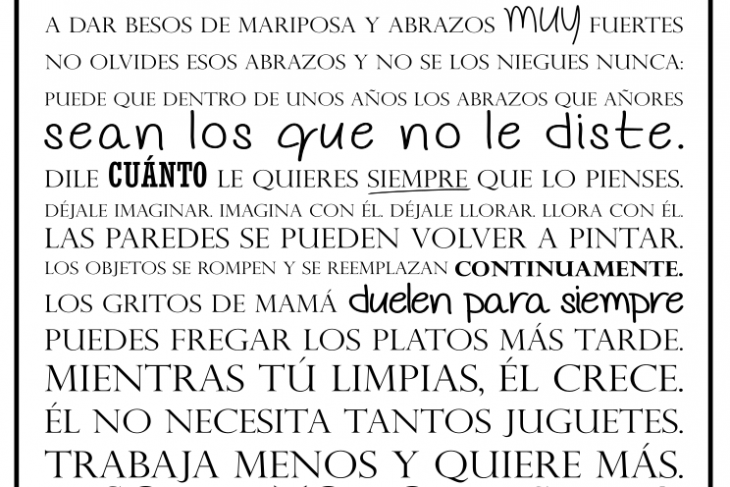 A DAR BESOS DE MARIPOSA Y ABRAZOS MUY FUERTES
NO OLVIDES ESOS ABRAZOS Y NO SE LOS NIEGUES NUNCA:
PUEDE QUE DENTRO DE UNOS AÑOS LOS ABRAZOS QUE AÑORES
sean los que no le diste.
DILE CUÁNTO LE QUIERES SIEMPRE QUE LO PIENSES.
DÉJALE IMAGINAR. IMAGINA CON ÉL. DÉJALE LLORAR. LLORA CON ÉL.
LAS PAREDES SE PUEDEN VOLVER A PINTAR.
LOS OBJETOS SE ROMPEN Y SE REEMPLAZAN CONTINUAMENTE.
LOS GRITOS DE MAMÁ duelen para siempre
PUEDES FREGAR LOS PLATOS MÁS TARDE.
MIENTRAS TÚ LIMPIAS, ÉL CRECE.
ÉL NO NECESITA TANTOS JUGUETES.
TRABAJA MENOS Y QUIERE MÁS.